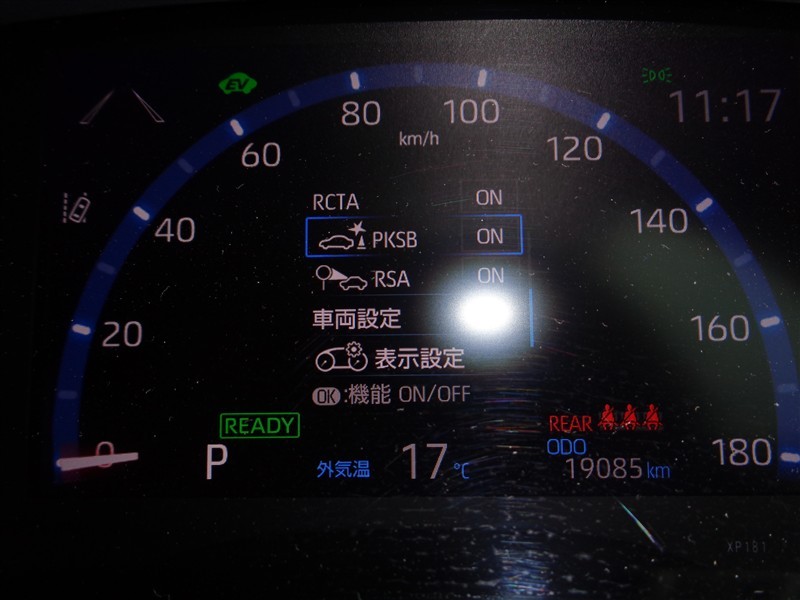 EV
11:17
0
20
40
60
80
100
120
140
160
180
km/h
RCTA ON
PKSB ON
RSA ON
車両設定
表示設定
OK:機能 ON/OFF
READY
P
外気温 17℃
REAR
ODO
19085km
XP181